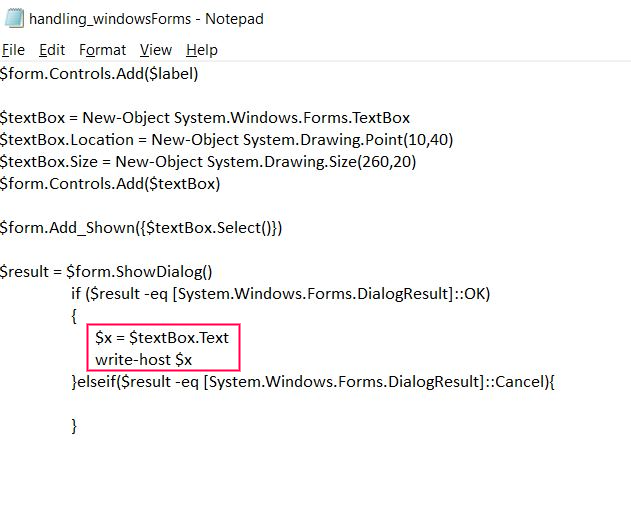 handling_windowsForms - Notepad
File Edit Format View Help
$form.Controls.Add($label)
$textBox = New-Object System.Windows.Forms.TextBox
$textBox.Location = New-Object System.Drawing.Point(10,40)
$textBox.Size = New-Object System.Drawing.Size(260,20)
$form.Controls.Add($textBox)
$form.Add_Shown({$textBox.Select()})
$result = $form.ShowDialog()
if ($result -eq [System.Windows.Forms.DialogResult]::OK)
{
$x = $textBox.Text
write-host $x
}elseif($result -eq [System.Windows.Forms.DialogResult]::Cancel){
}